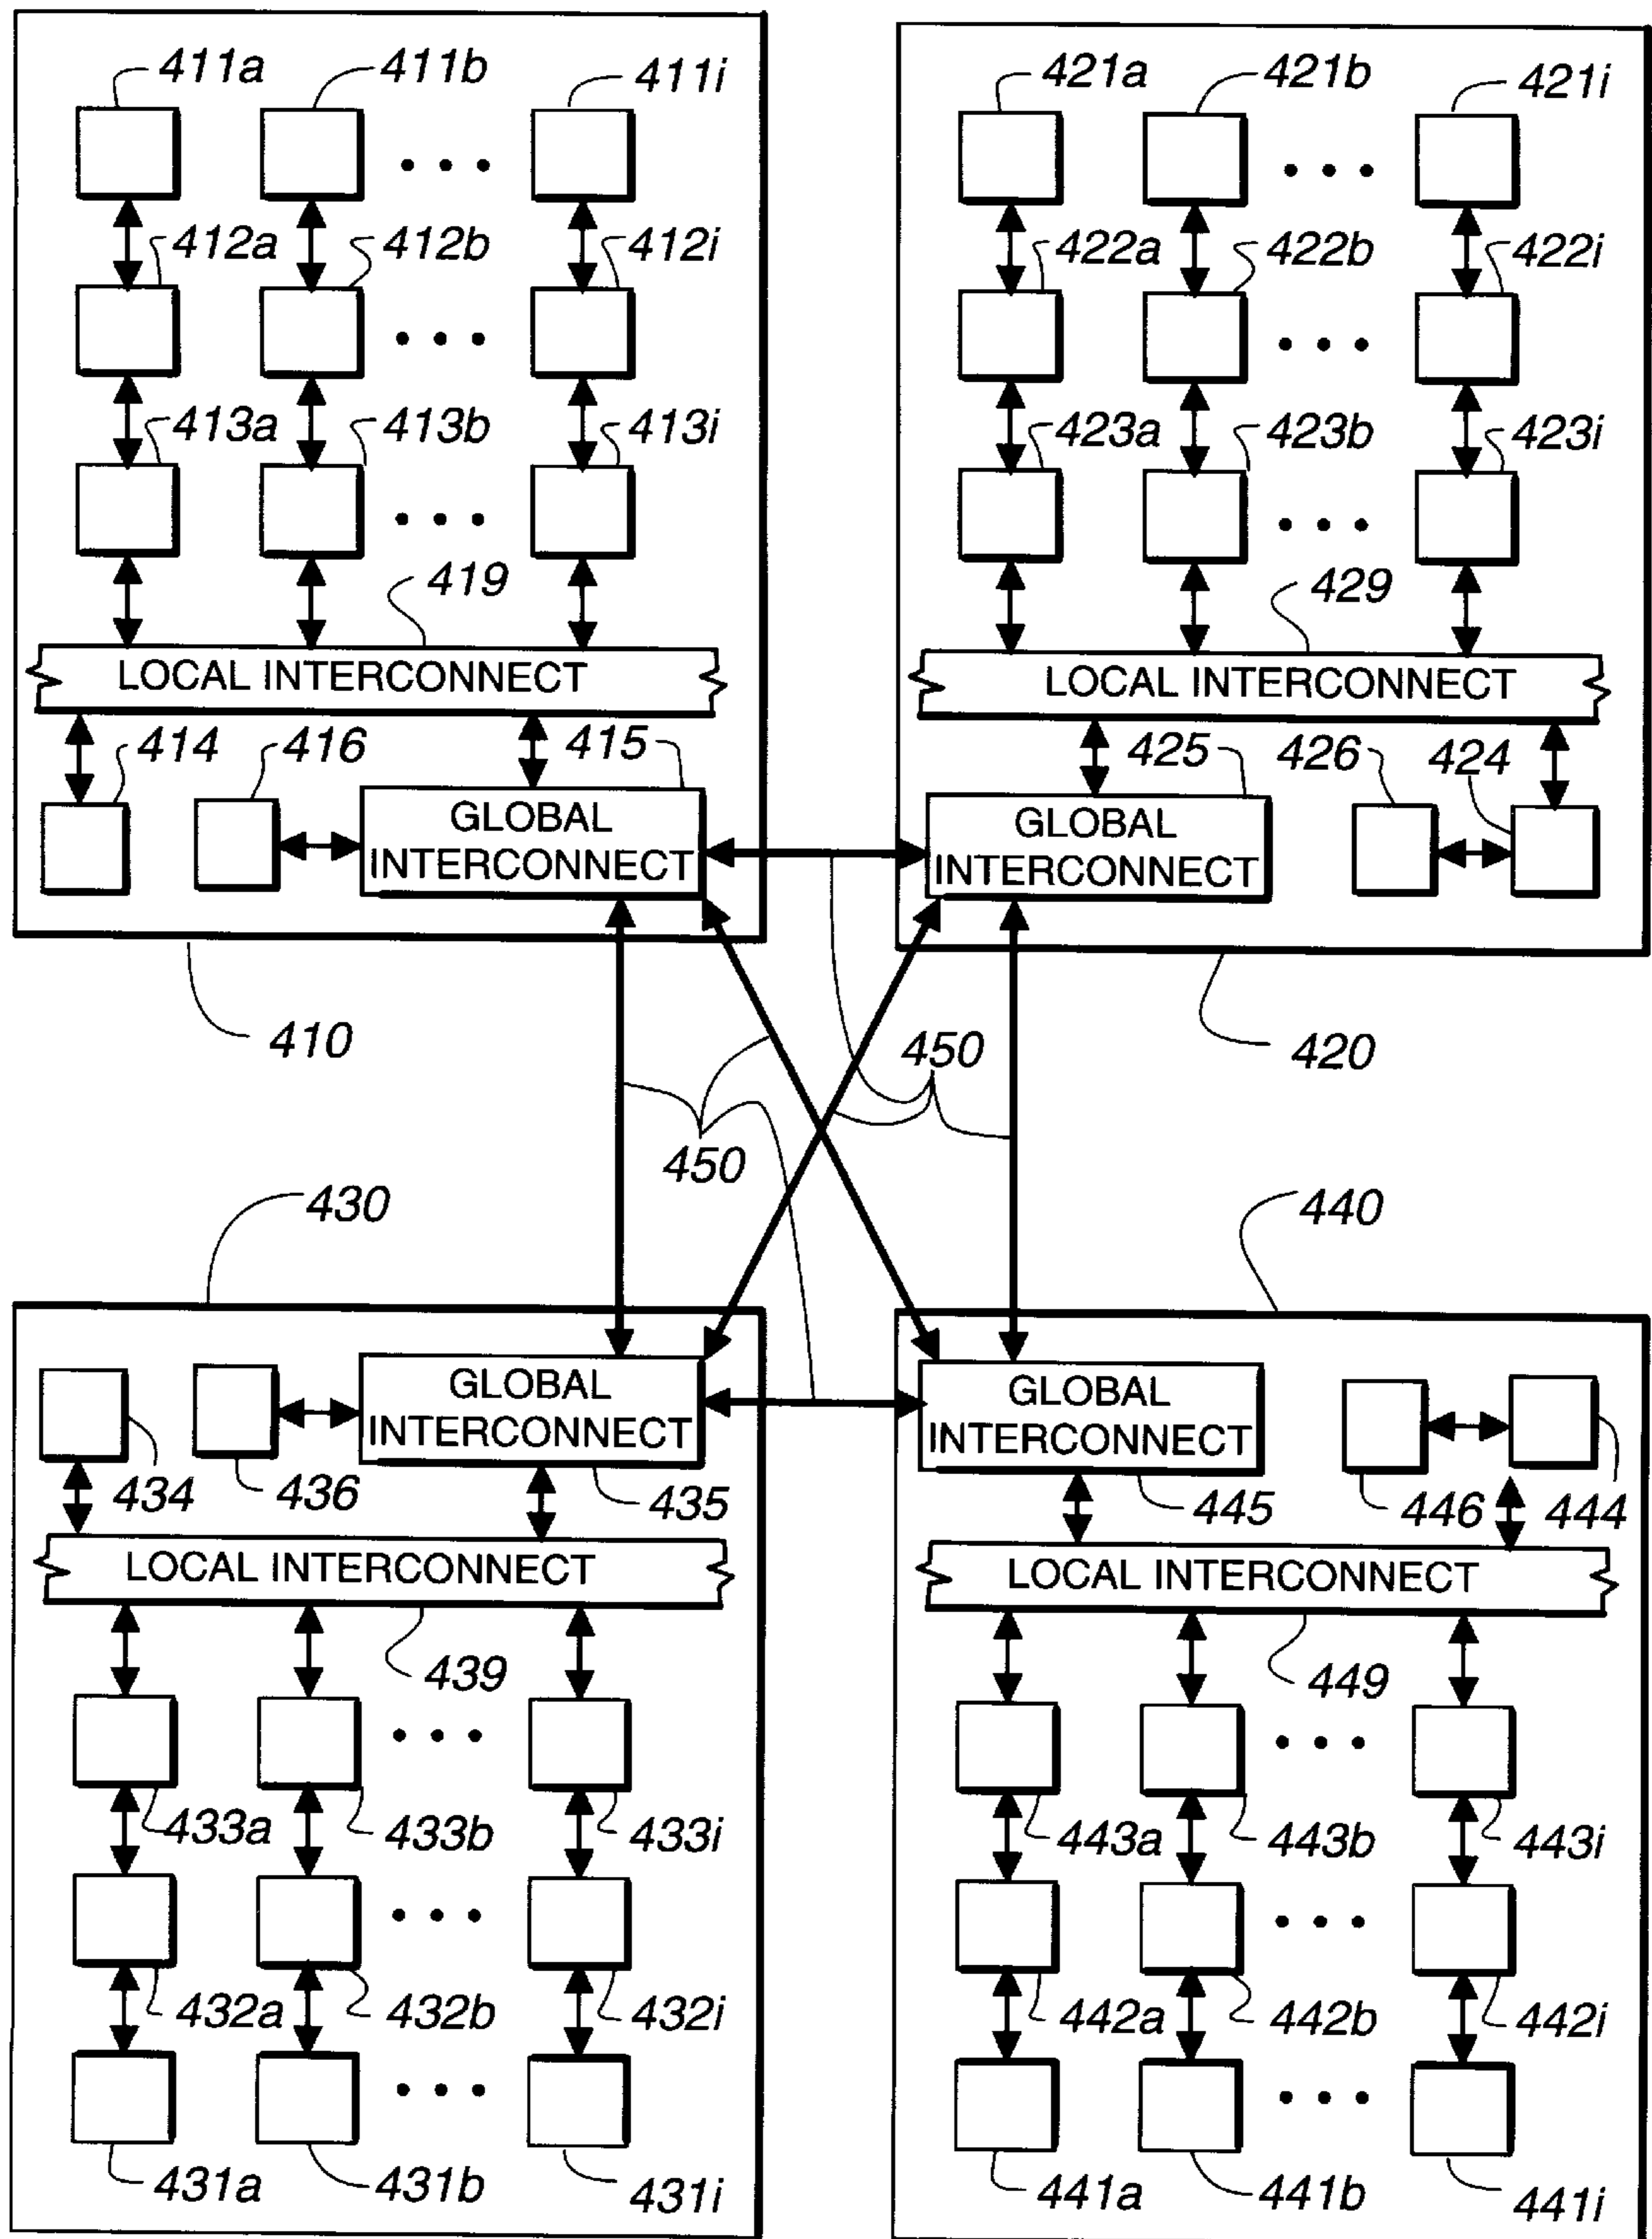 411a 411b 411i
412a 412b 412i
413a 413b 413i
419
LOCAL INTERCONNECT
414 416 415
GLOBAL
INTERCONNECT
410
421a 421b 421i
422a 422b 422i
423a 423b 423i
429
LOCAL INTERCONNECT
425 426 424
GLOBAL
INTERCONNECT
420
450
450
430
GLOBAL
INTERCONNECT
434 436 435
LOCAL INTERCONNECT
439
433a 433b 433i
432a 432b 432i
431a 431b 431i
440
GLOBAL
INTERCONNECT
445 446 444
LOCAL INTERCONNECT
449
443a 443b 443i
442a 442b 442i
441a 441b 441i